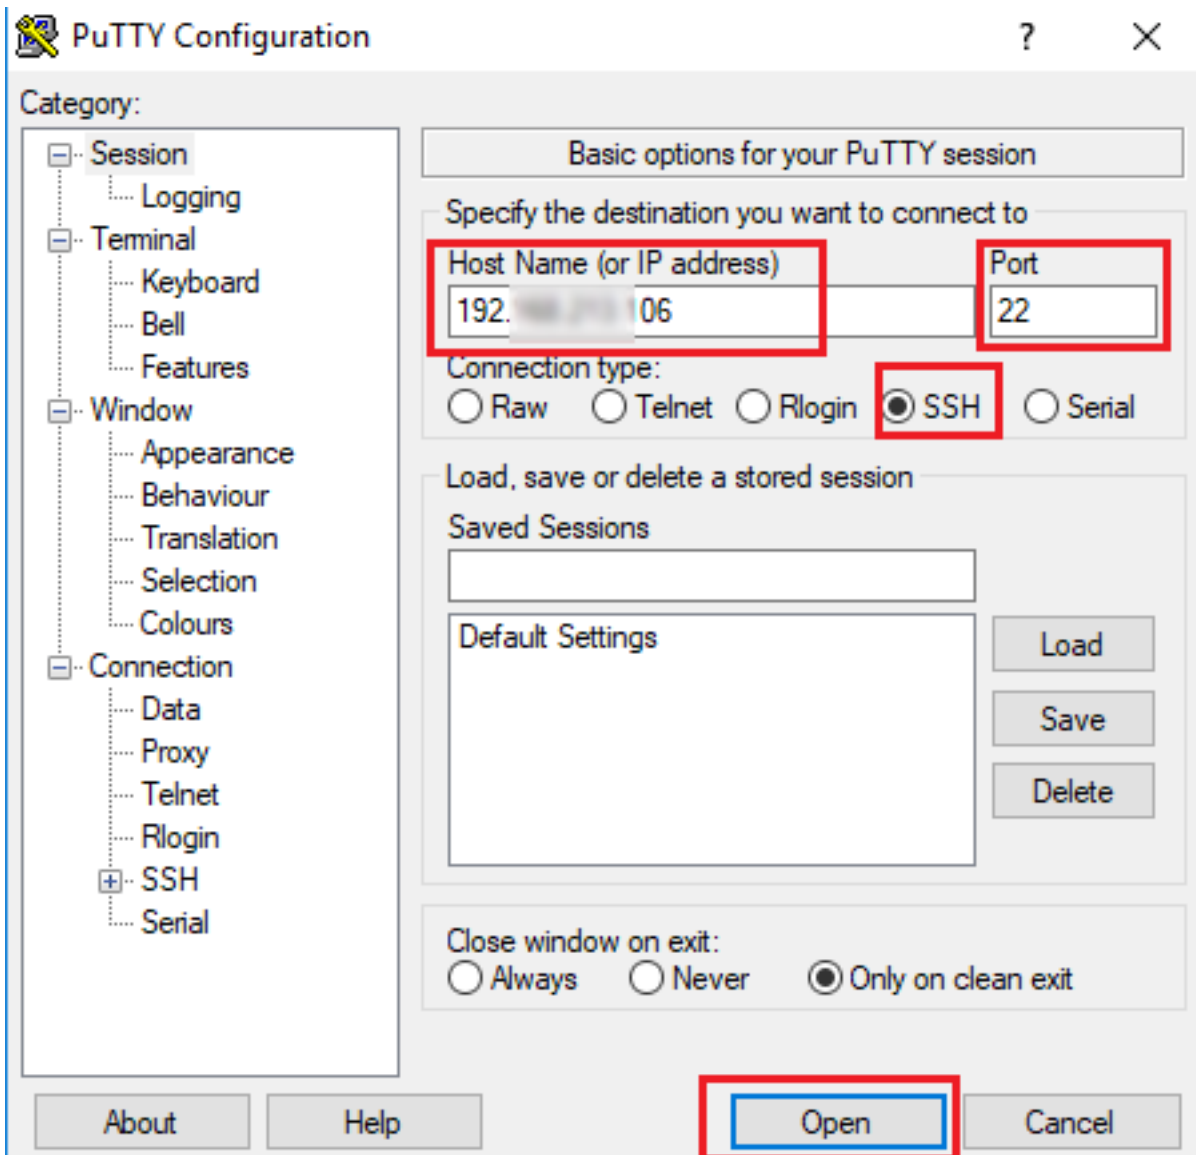 PuTTY Configuration
?
Category:
Session
Logging
Terminal
Keyboard
Bell
Features
Window
Appearance
Behaviour
Translation
Selection
Colours
Connection
Data
Proxy
Telnet
Rlogin
SSH
Serial
Basic options for your PuTTY session
Specify the destination you want to connect to
Host Name (or IP address) Port
192. 06 22
Connection type:
Raw Telnet Rlogin SSH Serial
Load, save or delete a stored session
Saved Sessions
Default Settings
Load
Save
Delete
Close window on exit:
Always Never Only on clean exit
About Help Open Cancel